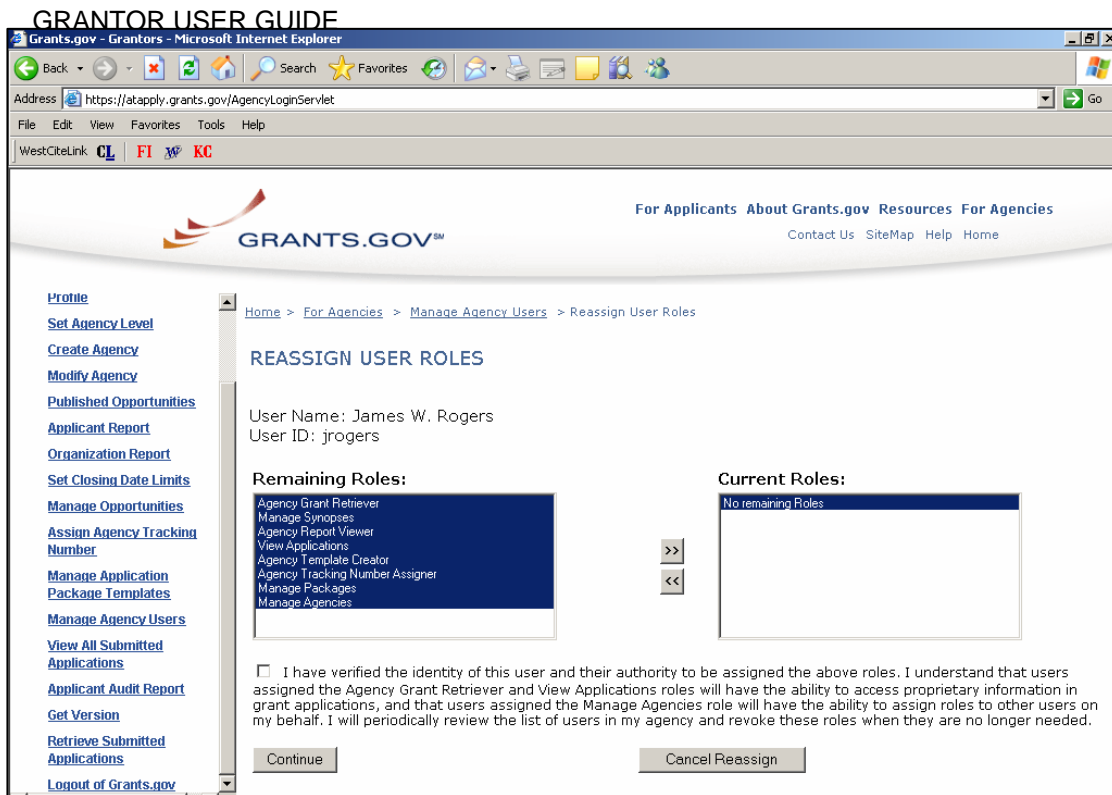 GRANTOR USER GUIDE
Grants.gov - Grantors - Microsoft Internet Explorer
Back Search Favorites
Address https://atapply.grants.gov/AgencyLoginServlet Go
File Edit View Favorites Tools Help
WestCiteLink CL FI KC
GRANTS.GOV SM
For Applicants About Grants.gov Resources For Agencies
Contact Us SiteMap Help Home
Profile
Set Agency Level
Create Agency
Modify Agency
Published Opportunities
Applicant Report
Organization Report
Set Closing Date Limits
Manage Opportunities
Assign Agency Tracking
Number
Manage Application
Package Templates
Manage Agency Users
View All Submitted
Applications
Applicant Audit Report
Get Version
Retrieve Submitted
Applications
Logout of Grants.gov
Home > For Agencies > Manage Agency Users > Reassign User Roles
REASSIGN USER ROLES
User Name: James W. Rogers
User ID: jrogers
Remaining Roles:
Agency Grant Retriever
Manage Synopses
Agency Report Viewer
View Applications
Agency Template Creator
Agency Tracking Number Assigner
Manage Packages
Manage Agencies
>>
<<
Current Roles:
No remaining Roles
I have verified the identity of this user and their authority to be assigned the above roles. I understand that users
assigned the Agency Grant Retriever and View Applications roles will have the ability to access proprietary information in
grant applications, and that users assigned the Manage Agencies role will have the ability to assign roles to other users on
my behalf. I will periodically review the list of users in my agency and revoke these roles when they are no longer needed.
Continue Cancel Reassign